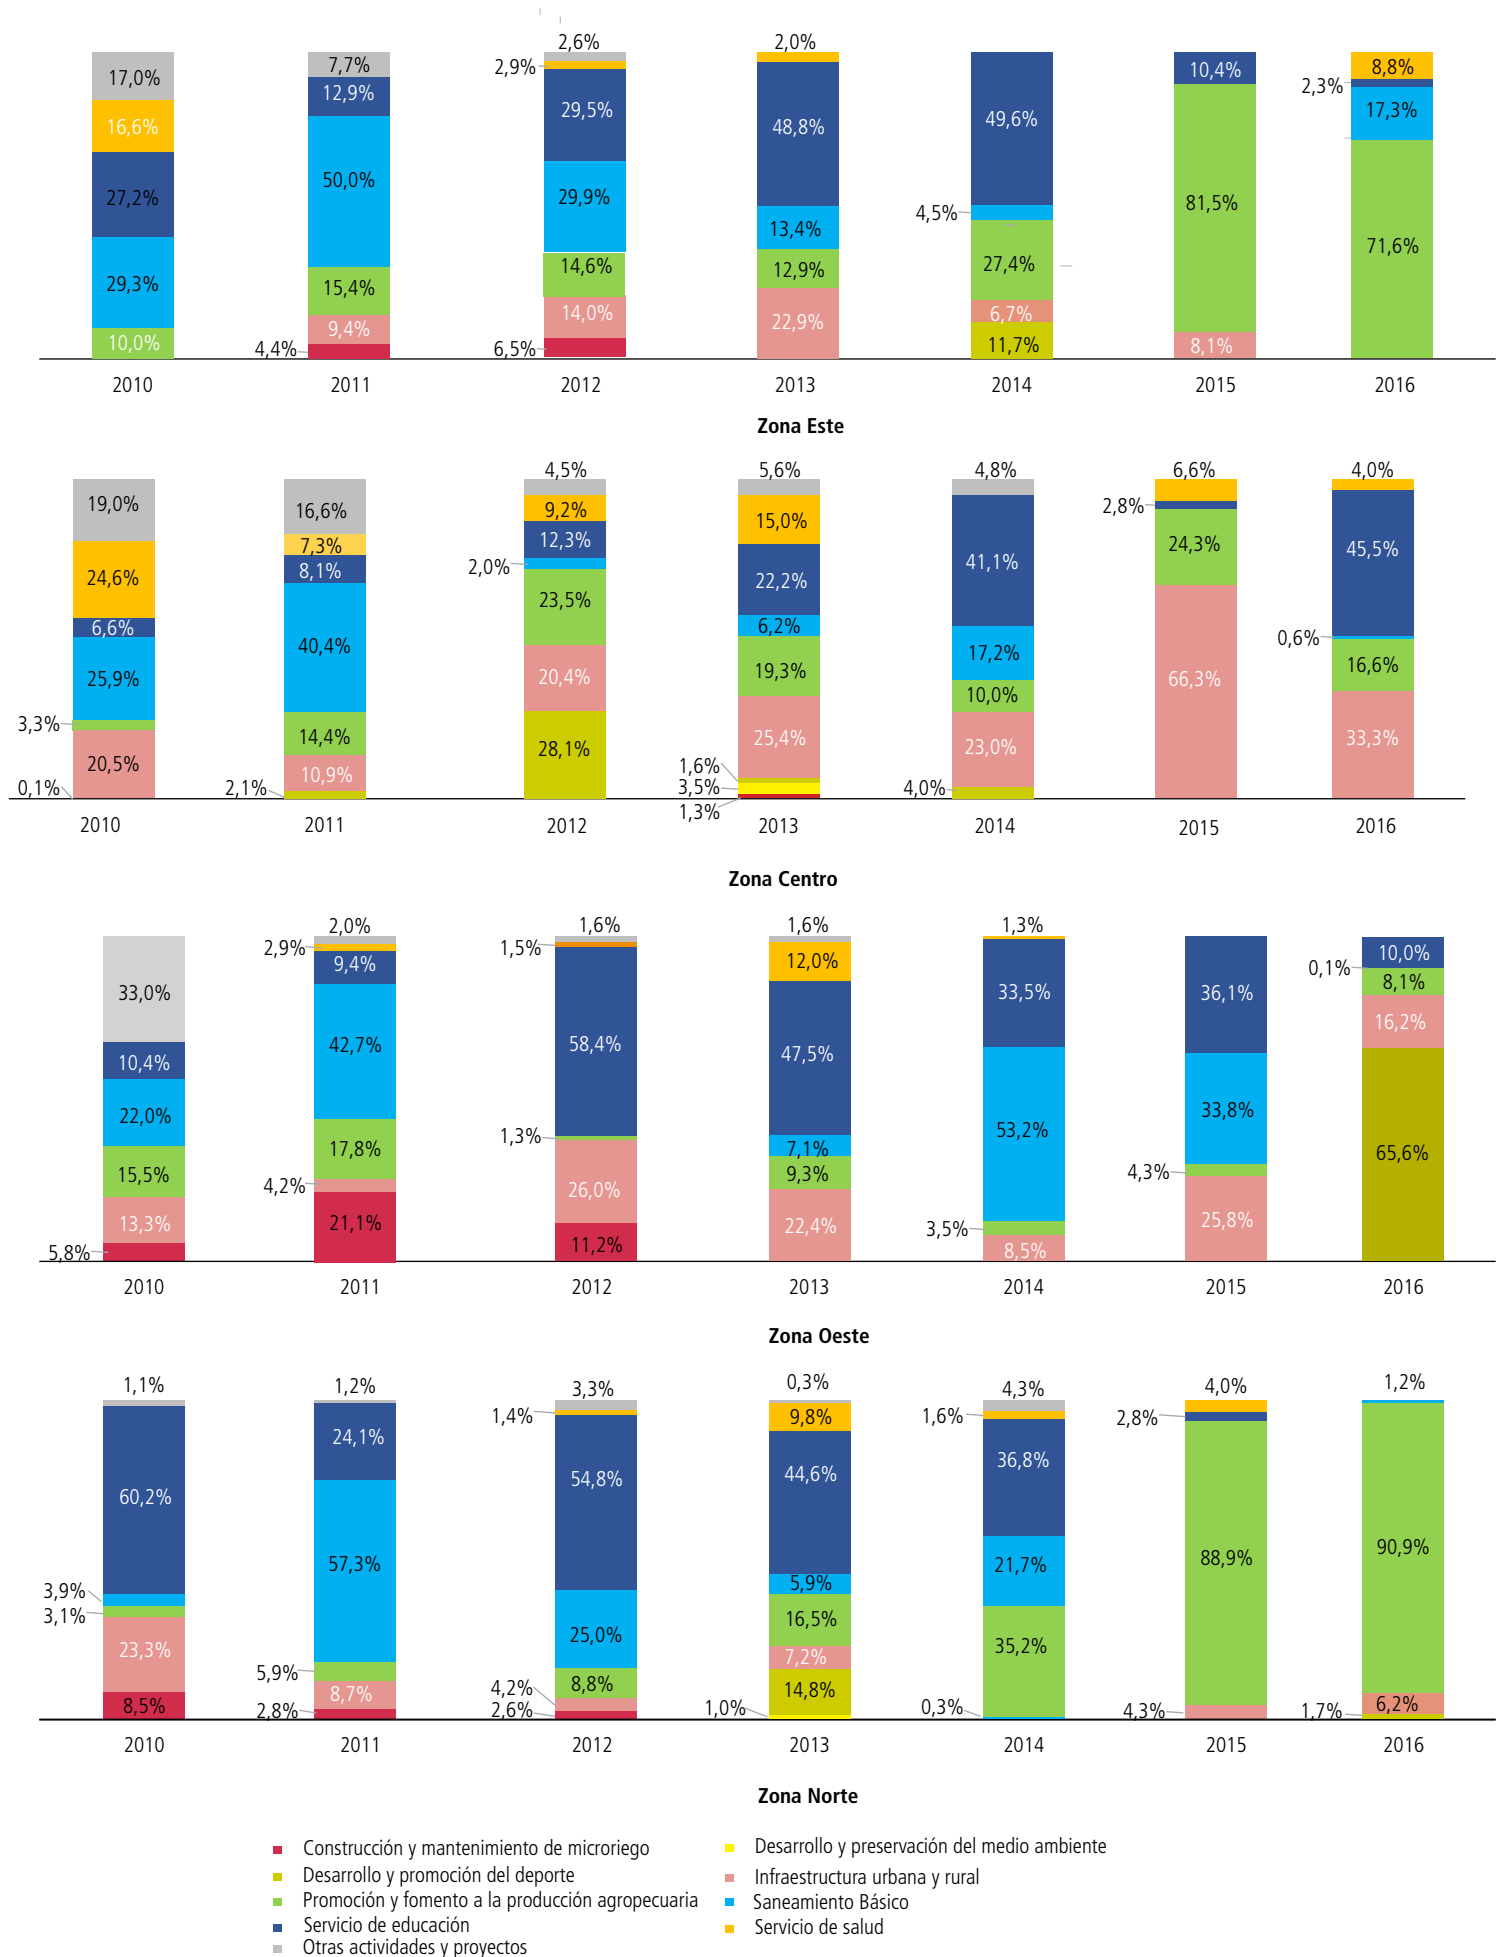 2,6% 2,0%
17,0% 7,7% 2,9% 10,4% 8,8%
12,9% 29,5% 48,8% 49,6% 2,3% 17,3%
16,6%
27,2% 50,0% 29,9% 13,4% 4,5% 81,5% 71,6%
29,3% 15,4% 14,6% 12,9% 27,4%
10,0% 9,4% 14,0% 22,9% 6,7% 8,1%
4,4% 6,5% 11,7%
2010 2011 2012 2013 2014 2015 2016
Zona Este
4,5% 5,6% 4,8% 6,6% 4,0%
19,0% 16,6% 9,2% 15,0% 2,8%
24,6% 7,3% 12,3% 22,2% 41,1% 24,3% 45,5%
6,6% 8,1% 2,0% 6,2% 0,6%
25,9% 40,4% 23,5% 19,3% 17,2% 66,3% 16,6%
3,3% 14,4% 20,4% 25,4% 10,0% 33,3%
20,5% 10,9% 28,1% 1,6% 23,0%
0,1% 2,1% 3,5% 4,0%
1,3%
2010 2011 2012 2013 2014 2015 2016
Zona Centro
2,0% 1,6% 1,6% 1,3%
2,9% 1,5% 12,0% 10,0%
33,0% 9,4% 33,5% 36,1% 0,1% 8,1%
10,4% 42,7% 58,4% 47,5% 16,2%
22,0% 1,3% 7,1% 53,2% 33,8% 65,6%
15,5% 17,8% 9,3% 4,3%
13,3% 4,2% 26,0% 22,4% 3,5% 25,8%
5,8% 21,1% 11,2% 8,5%
2010 2011 2012 2013 2014 2015 2016
Zona Oeste
1,1% 1,2% 3,3% 0,3% 4,3% 4,0% 1,2%
24,1% 1,4% 9,8% 1,6% 2,8%
60,2% 54,8% 44,6% 36,8%
57,3% 5,9% 21,7% 88,9% 90,9%
3,9%
3,1% 25,0% 16,5% 35,2%
23,3% 5,9% 8,8% 7,2%
8,5% 8,7% 4,2% 14,8% 6,2%
2,8% 2,6% 1,0% 0,3% 4,3% 1,7%
2010 2011 2012 2013 2014 2015 2016
Zona Norte
Construcción y mantenimiento de microriego
Desarrollo y promoción del deporte
Promoción y fomento a la producción agropecuaria
Servicio de educación
Otras actividades y proyectos
Desarrollo y preservación del medio ambiente
Infraestructura urbana y rural
Saneamiento Básico
Servicio de salud